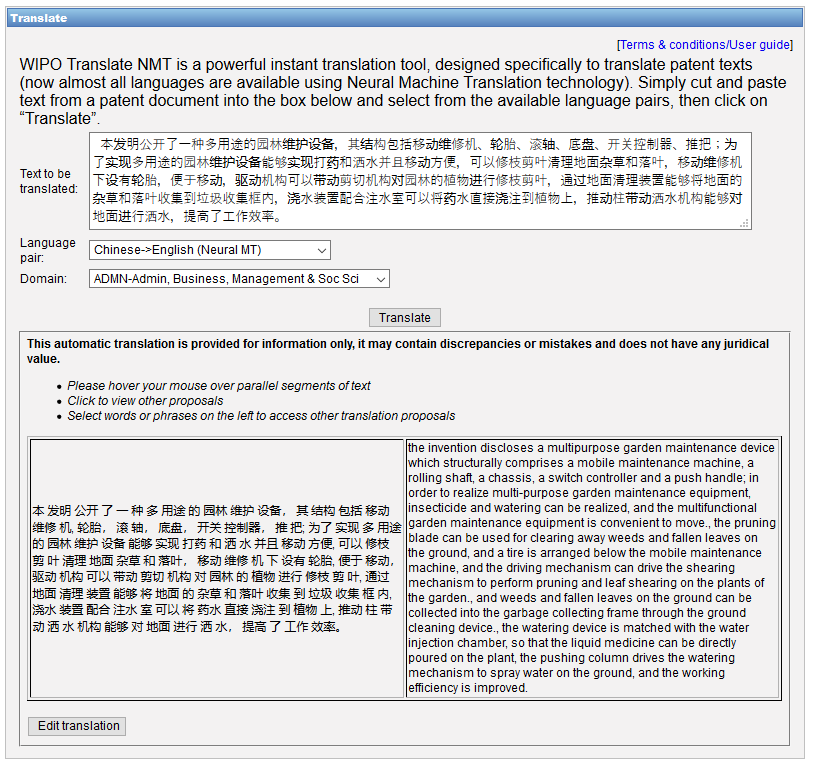 Translate
[Terms & conditions/User guide]
WIPO Translate NMT is a powerful instant translation tool, designed specifically to translate patent texts
(now almost all languages are available using Neural Machine Translation technology). Simply cut and paste
text from a patent document into the box below and select from the available language pairs, then click on
“Translate”.
Text to be
translated:
本发明公开了一种多用途的园林维护设备，其结构包括移动维修机、轮胎、滚轴、底盘、开关控制器、推把；为
了实现多用途的园林维护设备能够实现打药和洒水并且移动方便，可以修枝剪叶清理地面杂草和落叶，移动维修机
下设有轮胎，便于移动，驱动机构可以带动剪切机构对园林的植物进行修枝剪叶，通过地面清理装置能够将地面的
杂草和落叶收集到垃圾收集框内，浇水装置配合注水室可以将药水直接浇注到植物上，推动柱带动洒水机构能够对
地面进行洒水，提高了工作效率。
Language
pair:
Chinese->English (Neural MT)
Domain:
ADMN-Admin, Business, Management & Soc Sci
Translate
This automatic translation is provided for information only, it may contain discrepancies or mistakes and does not have any juridical
value.
• Please hover your mouse over parallel segments of text
• Click to view other proposals
• Select words or phrases on the left to access other translation proposals
本 发明 公开 了 一 种 多 用途 的 园林 维护 设备， 其 结构 包括 移动
维修 机, 轮胎， 滚 轴， 底盘， 开关 控制器， 推 把; 为了 实现 多 用途
的 园林 维护 设备 能够 实现 打药 和 洒 水 并且 移动 方便, 可以 修枝
剪 叶 清理 地面 杂草 和 落叶， 移动 维修 机 下 设有 轮胎, 便于 移动，
驱动 机构 可以 带动 剪切 机构 对 园林 的 植物 进行 修枝 剪 叶, 通过
地面 清理 装置 能够 将 地面 的 杂草 和 落叶 收集 到 垃圾 收集 框 内,
浇水 装置 配合 注水 室 可以 将 药水 直接 浇注 到 植物 上, 推动 柱 带
动 洒 水 机构 能够 对 地面 进行 洒 水， 提高 了 工作 效率。
the invention discloses a multipurpose garden maintenance device
which structurally comprises a mobile maintenance machine, a
rolling shaft, a chassis, a switch controller and a push handle; in
order to realize multi-purpose garden maintenance equipment,
insecticide and watering can be realized, and the multifunctional
garden maintenance equipment is convenient to move., the pruning
blade can be used for clearing away weeds and fallen leaves on
the ground, and a tire is arranged below the mobile maintenance
machine, and the driving mechanism can drive the shearing
mechanism to perform pruning and leaf shearing on the plants of
the garden., and weeds and fallen leaves on the ground can be
collected into the garbage collecting frame through the ground
cleaning device., the watering device is matched with the water
injection chamber, so that the liquid medicine can be directly
poured on the plant, the pushing column drives the watering
mechanism to spray water on the ground, and the working
efficiency is improved.
Edit translation